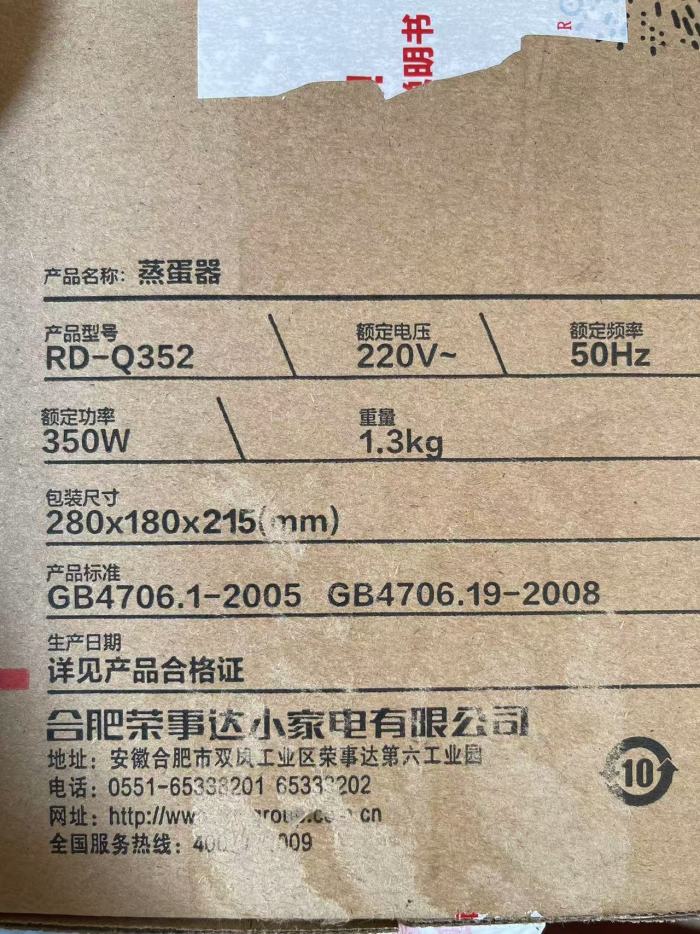 明书
R
产品名称：蒸蛋器
产品型号 额定电压 额定频率
RD-Q352 220V~ 50Hz
额定功率 重量
350W 1.3kg
包装尺寸
280x180x215(mm)
产品标准
GB4706.1-2005 GB4706.19-2008
生产日期
详见产品合格证
合肥荣事达小家电有限公司
地址：安徽合肥市双凤工业区荣事达第六工业园
电话：0551-65333201 65333202
网址：
全国服务热线：
10